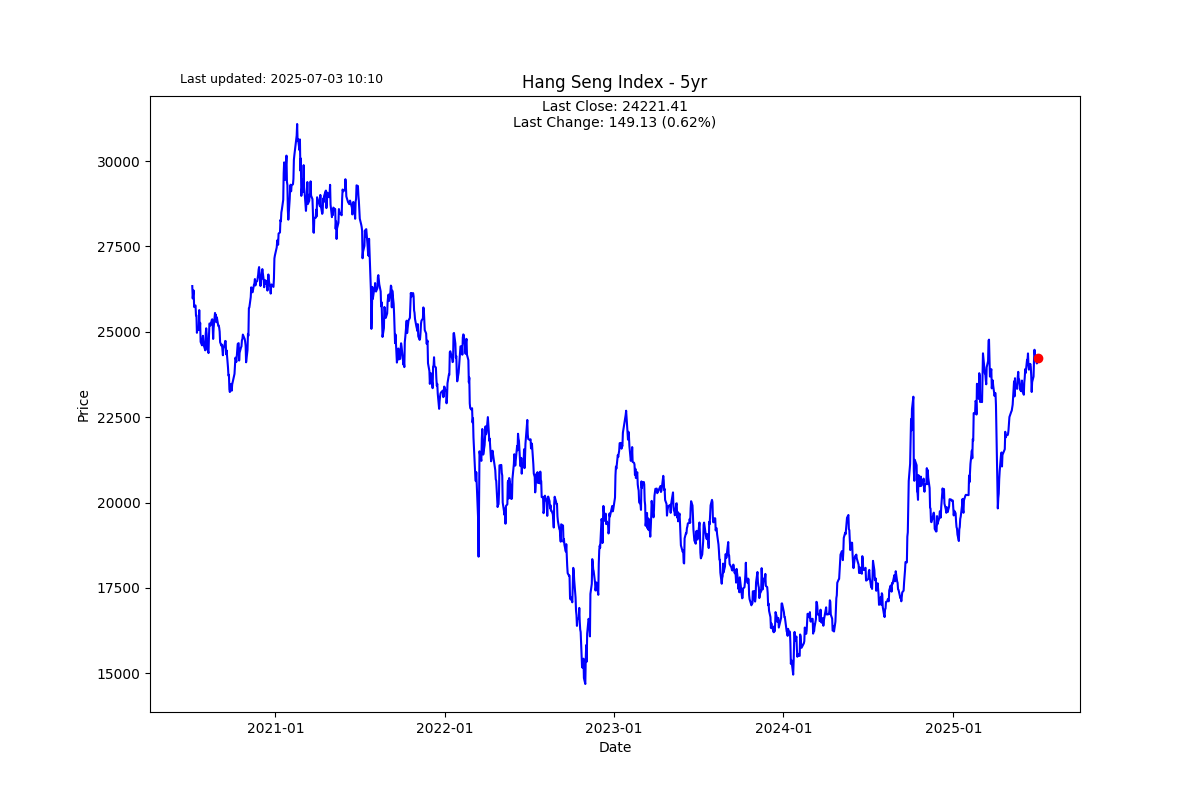 Last updated: 2025-07-03 10:10
Hang Seng Index - 5yr
Last Close: 24221.41
Last Change: 149.13 (0.62%)
Price
30000
27500
25000
22500
20000
17500
15000
2021-01
2022-01
2023-01
2024-01
2025-01
Date